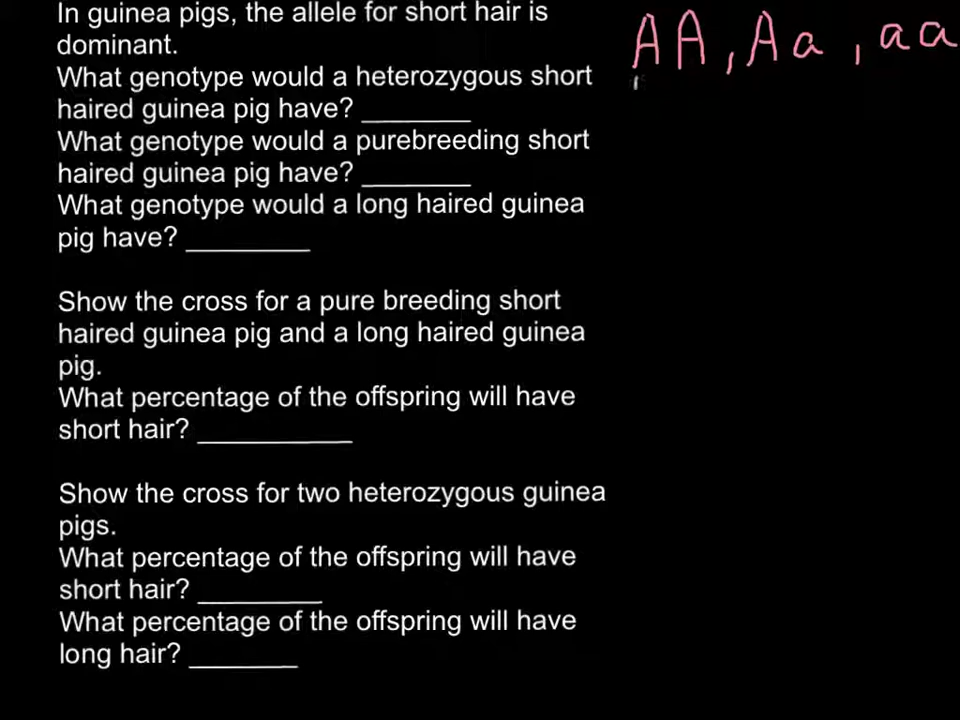 In guinea pigs, the allele for short hair is
dominant.
What genotype would a heterozygous short
haired guinea pig have? ________
What genotype would a purebreeding short
haired guinea pig have? ________
What genotype would a long haired guinea
pig have? _________
Show the cross for a pure breeding short
haired guinea pig and a long haired guinea
pig.
What percentage of the offspring will have
short hair? ___________
Show the cross for two heterozygous guinea
pigs.
What percentage of the offspring will have
short hair? _________
What percentage of the offspring will have
long hair? ________
AA, Aa, aa